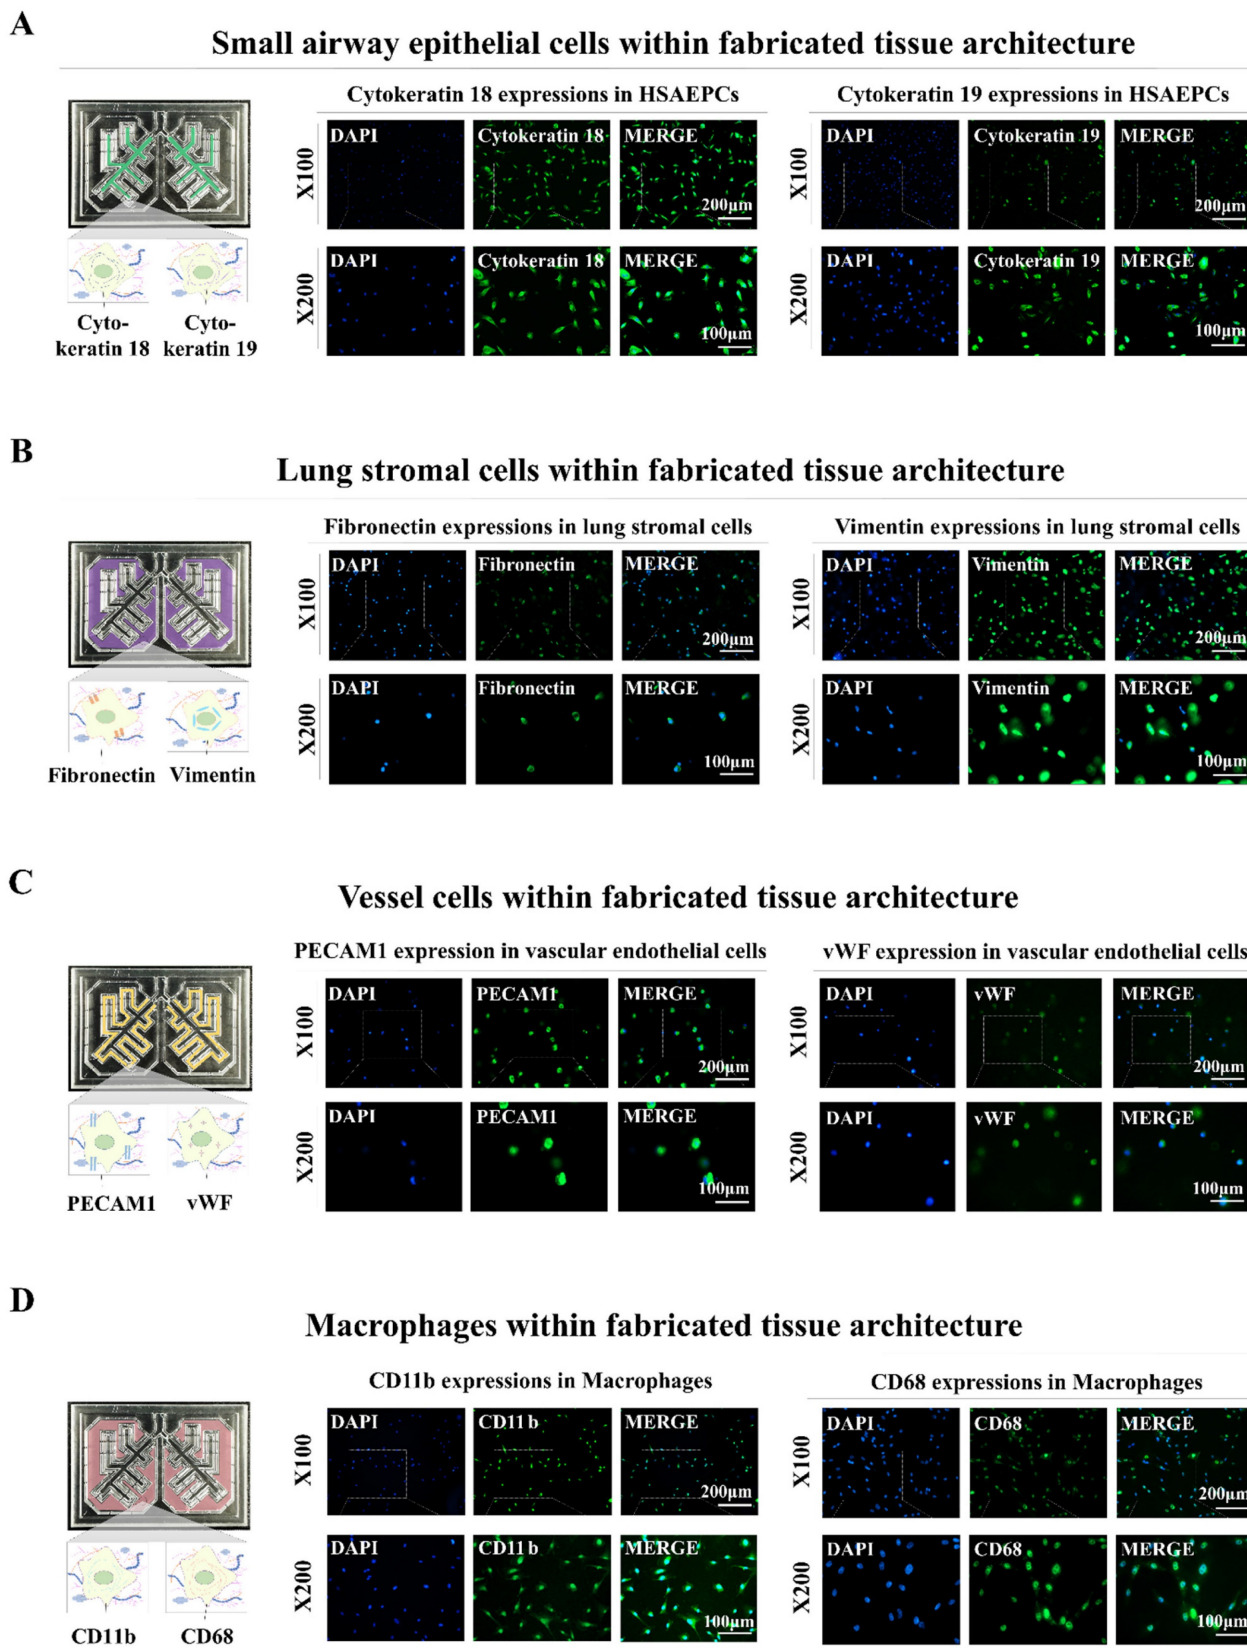 A
Small airway epithelial cells within fabricated tissue architecture
Cytokeratin 18 expressions in HSAEPCs
Cytokeratin 19 expressions in HSAEPCs
X100
DAPI
Cytokeratin 18
MERGE
200μm
X100
DAPI
Cytokeratin 19
MERGE
200μm
X200
DAPI
Cytokeratin 18
MERGE
100μm
X200
DAPI
Cytokeratin 19
MERGE
100μm
Cyto-
keratin 18
Cyto-
keratin 19
B
Lung stromal cells within fabricated tissue architecture
Fibronectin expressions in lung stromal cells
Vimentin expressions in lung stromal cells
X100
DAPI
Fibronectin
MERGE
200μm
X100
DAPI
Vimentin
MERGE
200μm
X200
DAPI
Fibronectin
MERGE
100μm
X200
DAPI
Vimentin
MERGE
100μm
Fibronectin
Vimentin
C
Vessel cells within fabricated tissue architecture
PECAM1 expression in vascular endothelial cells
vWF expression in vascular endothelial cells
X100
DAPI
PECAM1
MERGE
200μm
X100
DAPI
vWF
MERGE
200μm
X200
DAPI
PECAM1
MERGE
100μm
X200
DAPI
vWF
MERGE
100μm
PECAM1
vWF
D
Macrophages within fabricated tissue architecture
CD11b expressions in Macrophages
CD68 expressions in Macrophages
X100
DAPI
CD11b
MERGE
200μm
X100
DAPI
CD68
MERGE
200μm
X200
DAPI
CD11b
MERGE
100μm
X200
DAPI
CD68
MERGE
100μm
CD11b
CD68